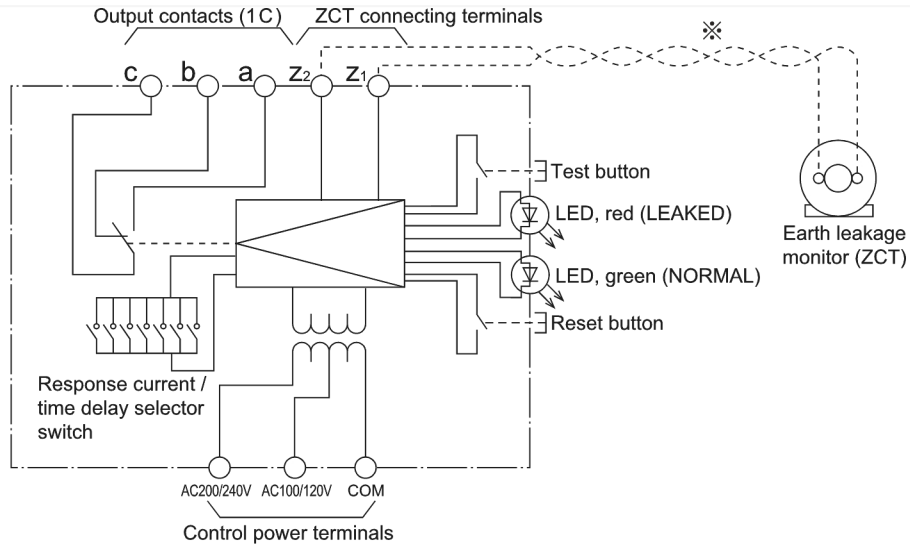 Output contacts (1C)
ZCT connecting terminals
※
c
b
a
Z2
Z1
Test button
LED, red (LEAKED)
LED, green (NORMAL)
Reset button
Earth leakage
monitor (ZCT)
Response current /
time delay selector
switch
AC200/240V
AC100/120V
COM
Control power terminals